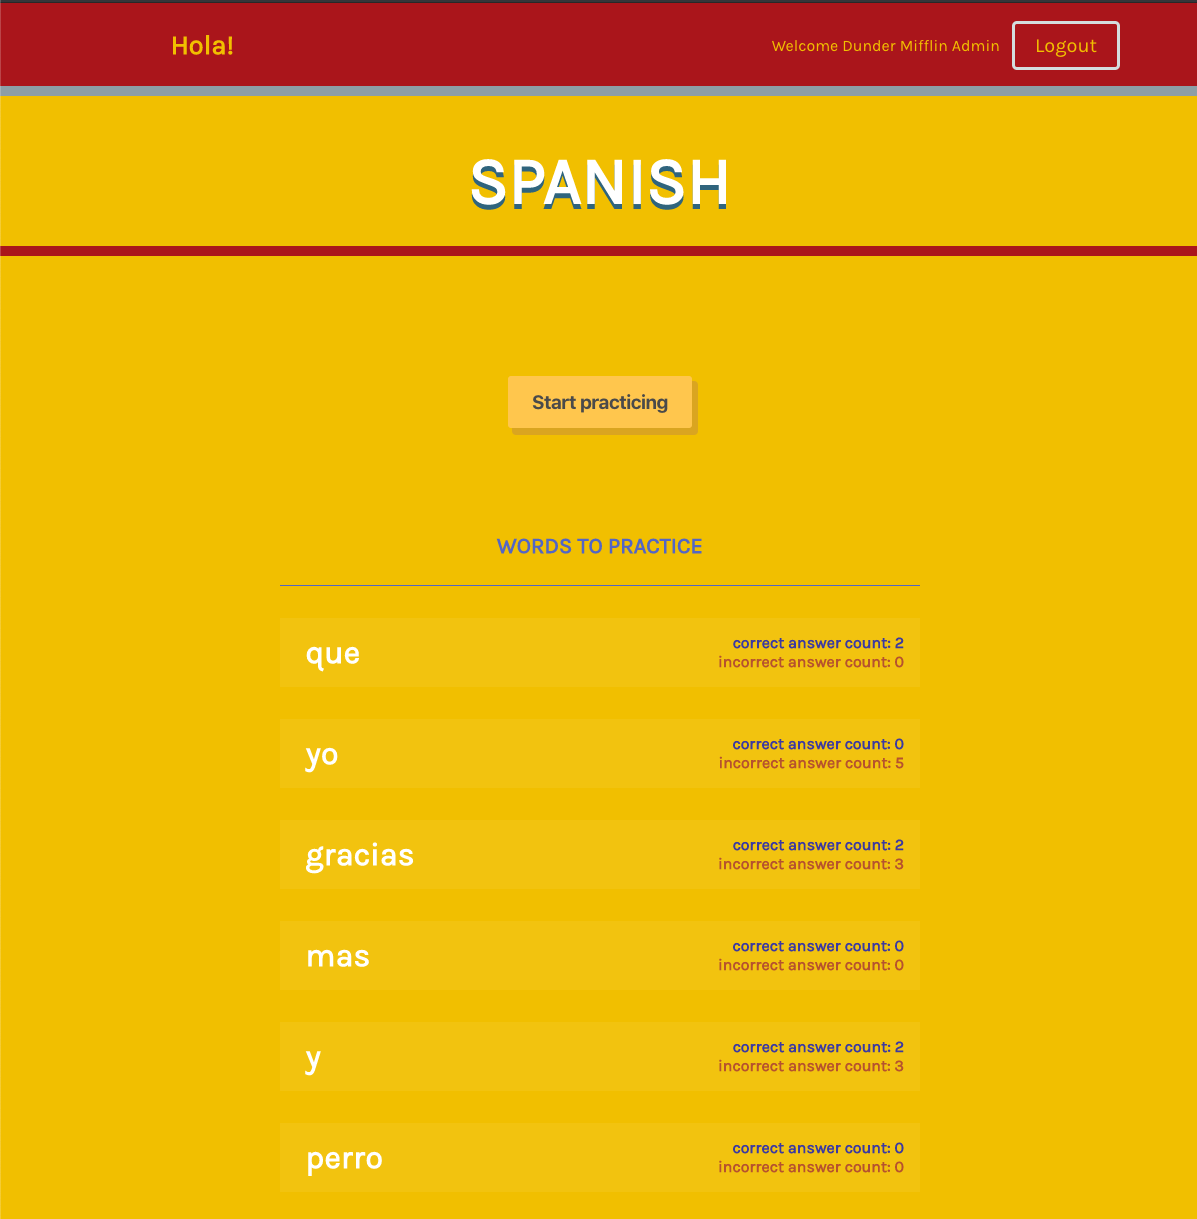 Hola!
Welcome Dunder Mifflin Admin
Logout
SPANISH
Start practicing
WORDS TO PRACTICE
que
correct answer count: 2
incorrect answer count: 0
yo
correct answer count: 0
incorrect answer count: 5
gracias
correct answer count: 2
incorrect answer count: 3
mas
correct answer count: 0
incorrect answer count: 0
y
correct answer count: 2
incorrect answer count: 3
perro
correct answer count: 0
incorrect answer count: 0